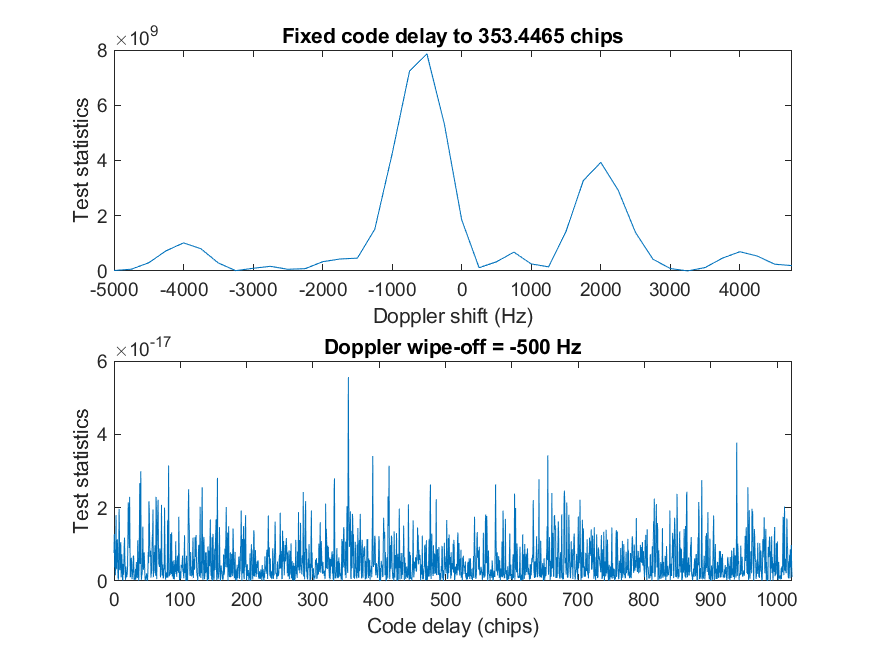 ×10⁹
Fixed code delay to 353.4465 chips
8
6
4
2
0
Test statistics
-5000 -4000 -3000 -2000 -1000 0 1000 2000 3000 4000
Doppler shift (Hz)
×10⁻¹⁷
Doppler wipe-off = -500 Hz
6
4
2
0
Test statistics
0 100 200 300 400 500 600 700 800 900 1000
Code delay (chips)